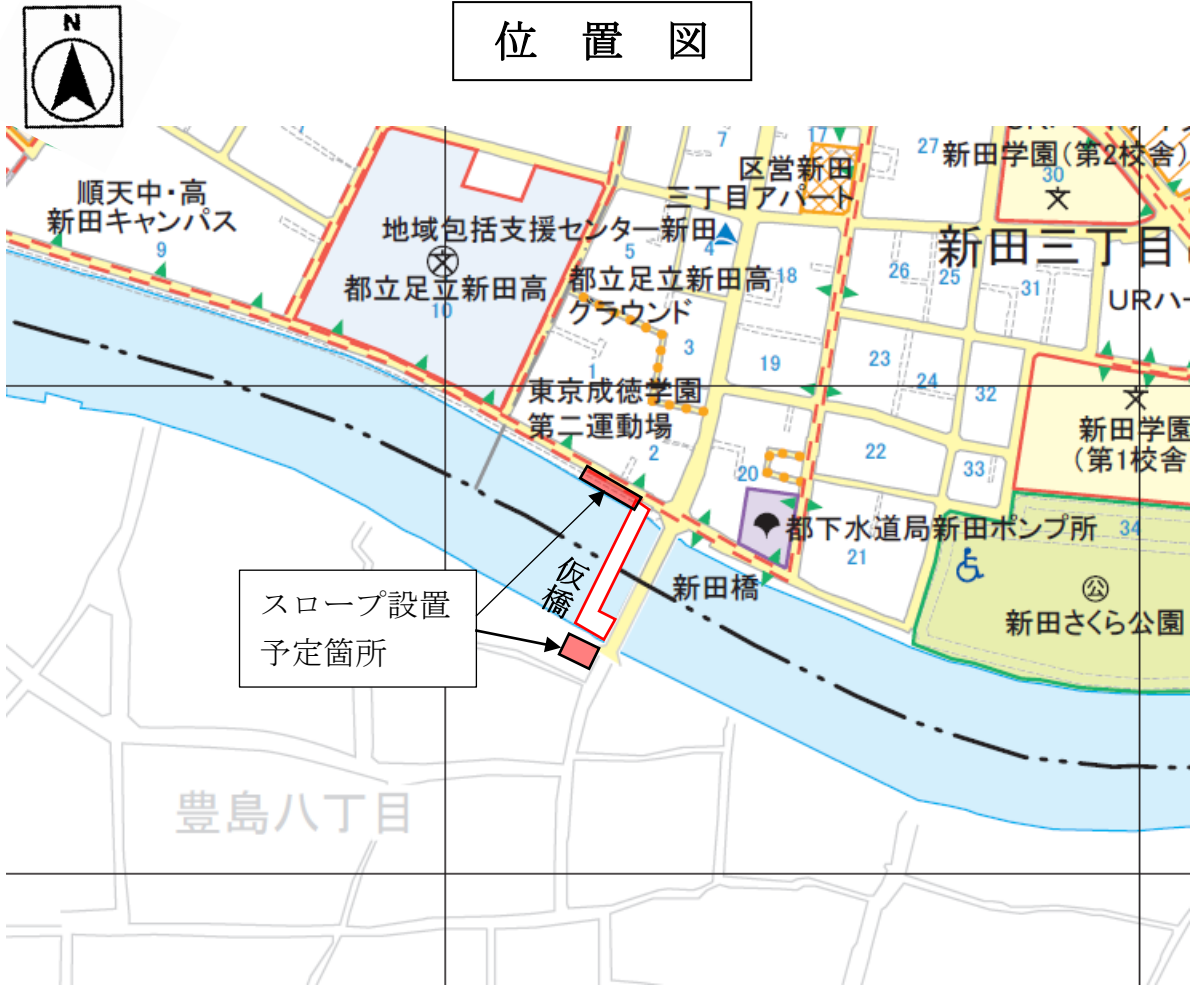 N
位 置 図
7
17
27
URハイツ
新田学園(第2校舎)
30
区営新田
三丁目アパート
順天中・高
新田キャンパス
9
地域包括支援センター新田
5
4
新田三丁目
都立足立新田高
10
都立足立新田高
グラウンド
18
26
25
31
URハー
3
1
19
23
24
32
東京成徳学園
第二運動場
2
新田学園
(第1校舎
20
22
33
都下水道局新田ポンプ所
34
21
仮橋
新田橋
新田さくら公園
公
スロープ設置
予定箇所
豊島八丁目